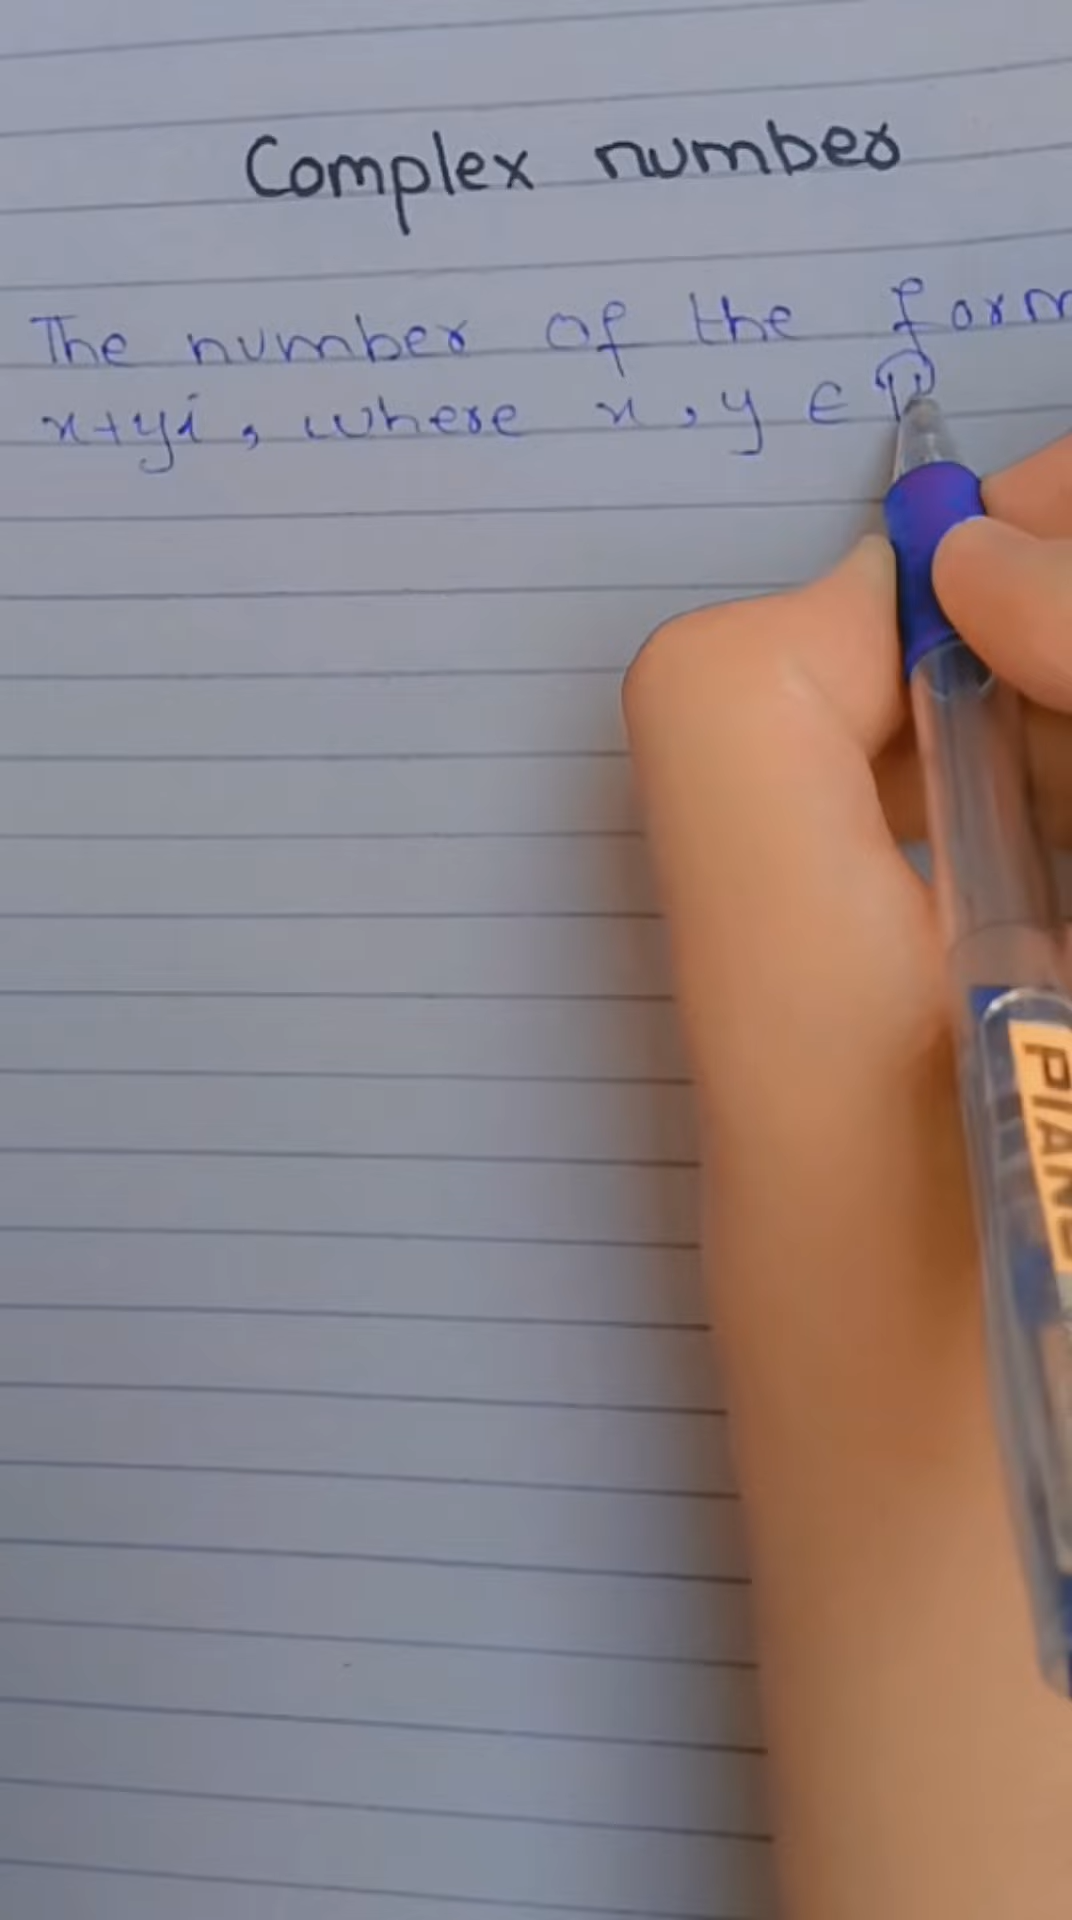 Complex number
The number of the form
x+yi, where x, y ∈
PIANO